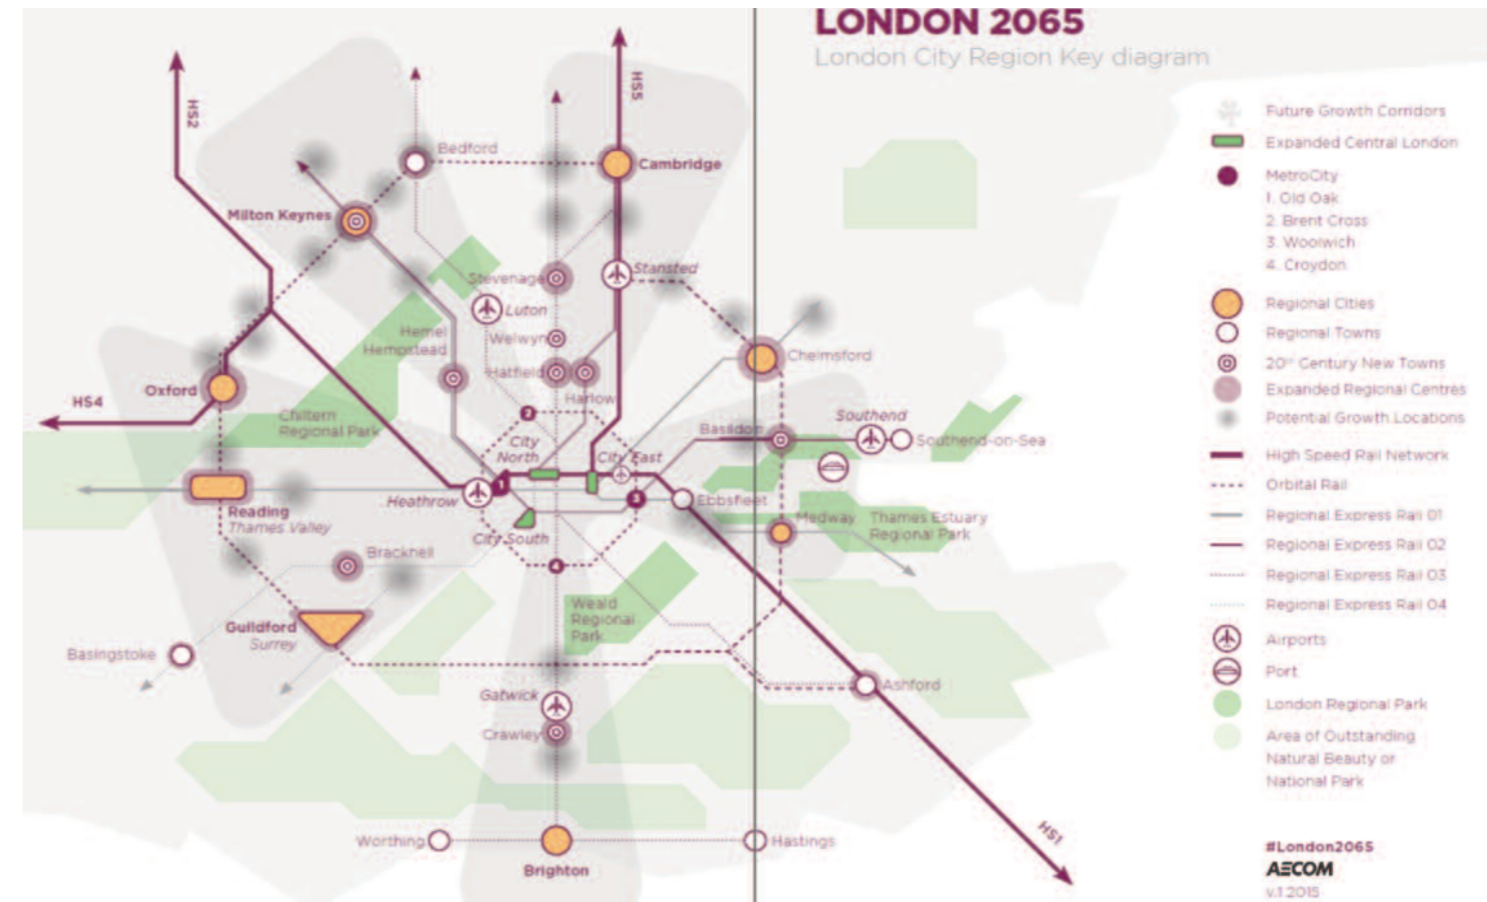 LONDON 2065
London City Region Key diagram
HS2
HS5
Bedford
Cambridge
Milton Keynes
Stevenage
Stansted
Luton
Welwyn
Hemel
Hempstead
Hatfield
Harlow
Chelmsford
Oxford
HS4
Chiltern
Regional Park
2
City
North
City East
Basildon
Southend
Southend-on-Sea
Heathrow
1
3
Ebbsfleet
Reading
Thames Valley
City South
Medway
Thames Estuary
Regional Park
Bracknell
4
Weald
Regional
Park
Guildford
Surrey
Basingstoke
Gatwick
Crawley
Ashford
Worthing
Hastings
Brighton
HS1
Future Growth Corridors
Expanded Central London
MetroCity
1. Old Oak
2. Brent Cross
3. Woolwich
4. Croydon
Regional Cities
Regional Towns
20th Century New Towns
Expanded Regional Centres
Potential Growth Locations
High Speed Rail Network
Orbital Rail
Regional Express Rail 01
Regional Express Rail 02
Regional Express Rail 03
Regional Express Rail 04
Airports
Port
London Regional Park
Area of Outstanding
Natural Beauty or
National Park
#London2065
AECOM
v.1 2015